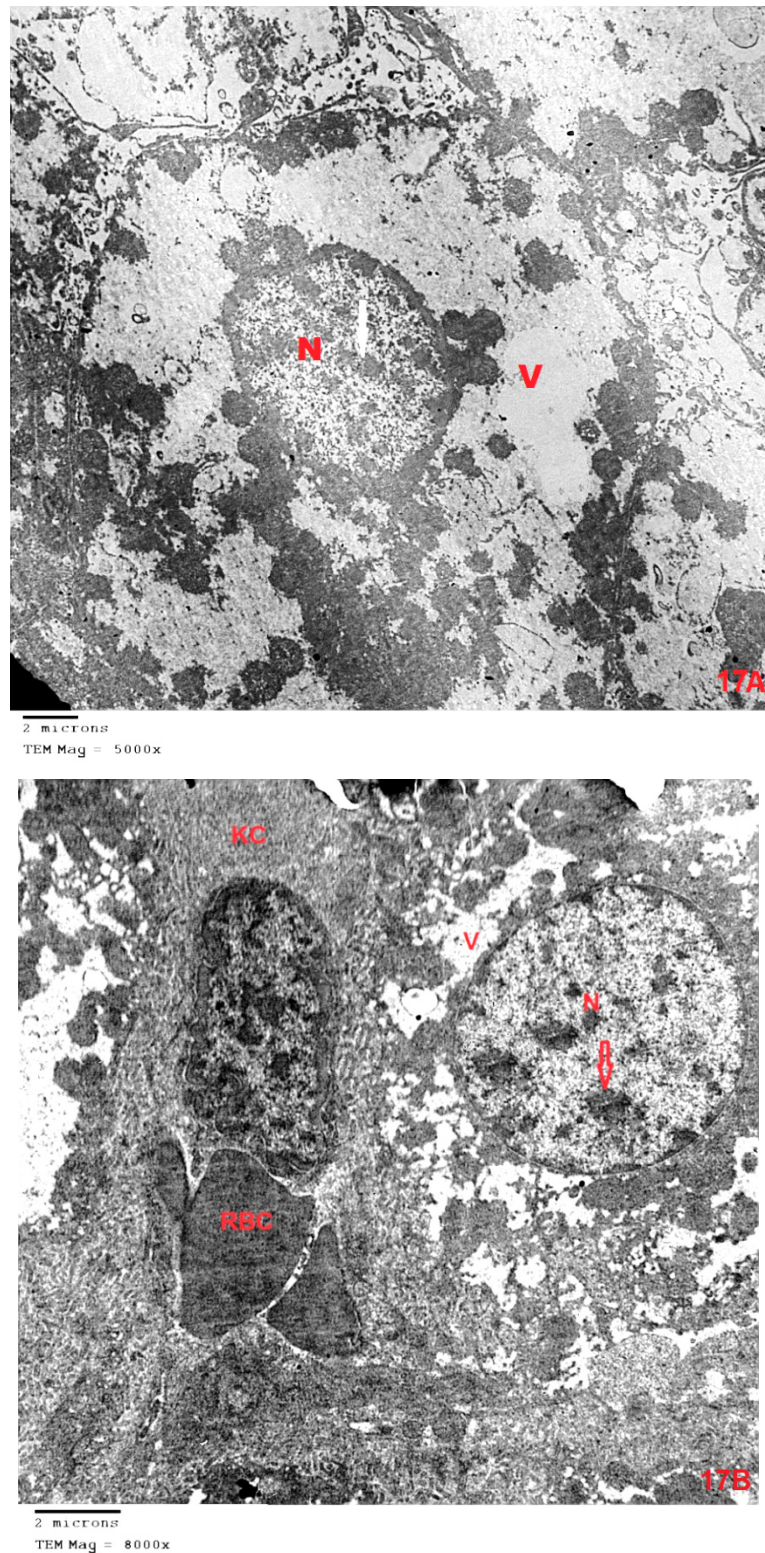 N
V
17A
2 microns
TEM Mag = 5000x
KC
V
N
RBC
17B
2 microns
TEM Mag = 8000x